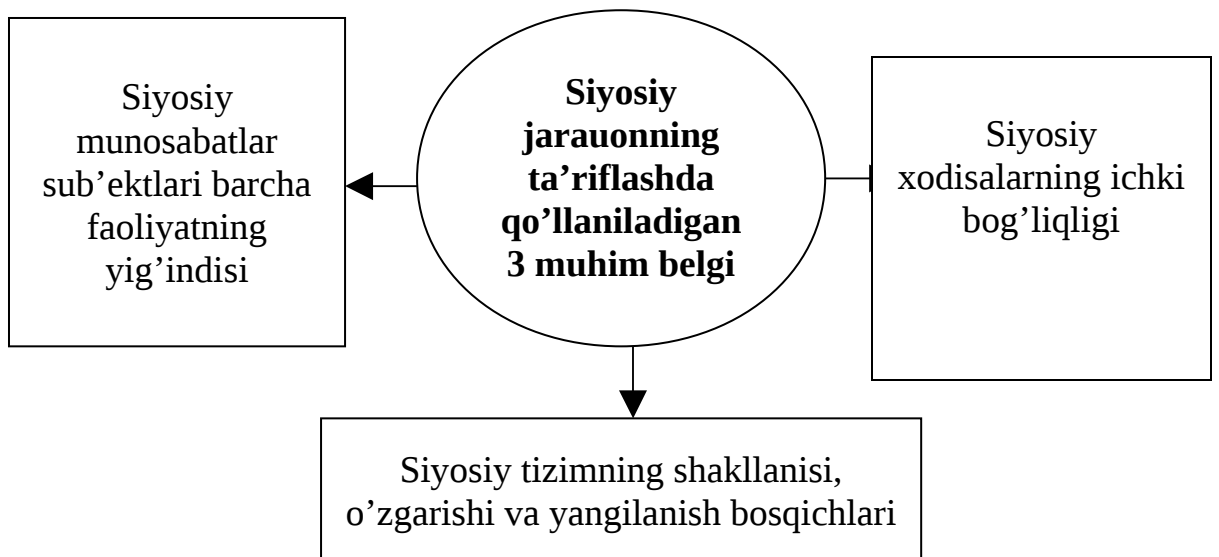 Siyosiy
munosabatlar
sub’ektlari barcha
faoliyatning
yig’indisi
Siyosiy
jarauonning
ta’riflashda
qo’llaniladigan
3 muhim belgi
Siyosiy
xodisalarning ichki
bog’liqligi
Siyosiy tizimning shakllanisi,
o’zgarishi va yangilanish bosqichlari